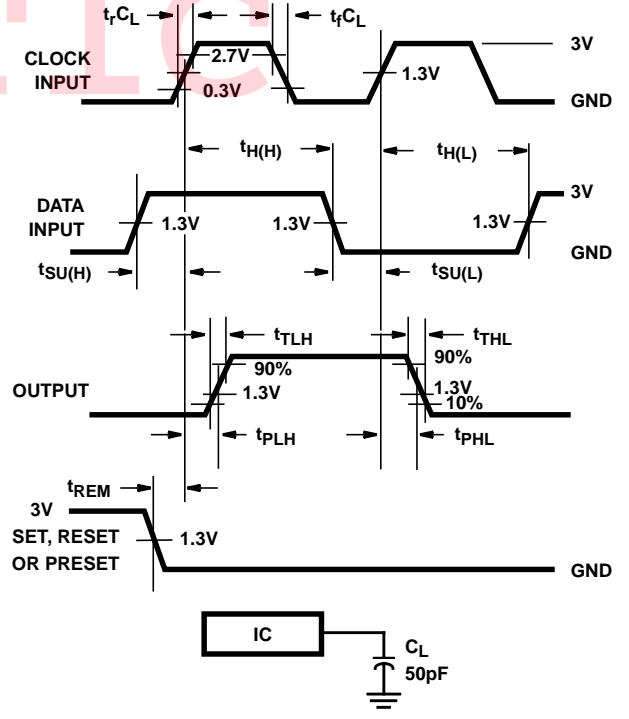 trCL
tfCL
CLOCK
INPUT
2.7V
0.3V
1.3V
3V
GND
tH(H)
tH(L)
DATA
INPUT
1.3V
1.3V
1.3V
3V
GND
tSU(H)
tSU(L)
tTLH
tTHL
OUTPUT
90%
1.3V
90%
1.3V
10%
tPLH
tPHL
tREM
3V
SET, RESET
OR PRESET
1.3V
GND
IC
CL
50pF